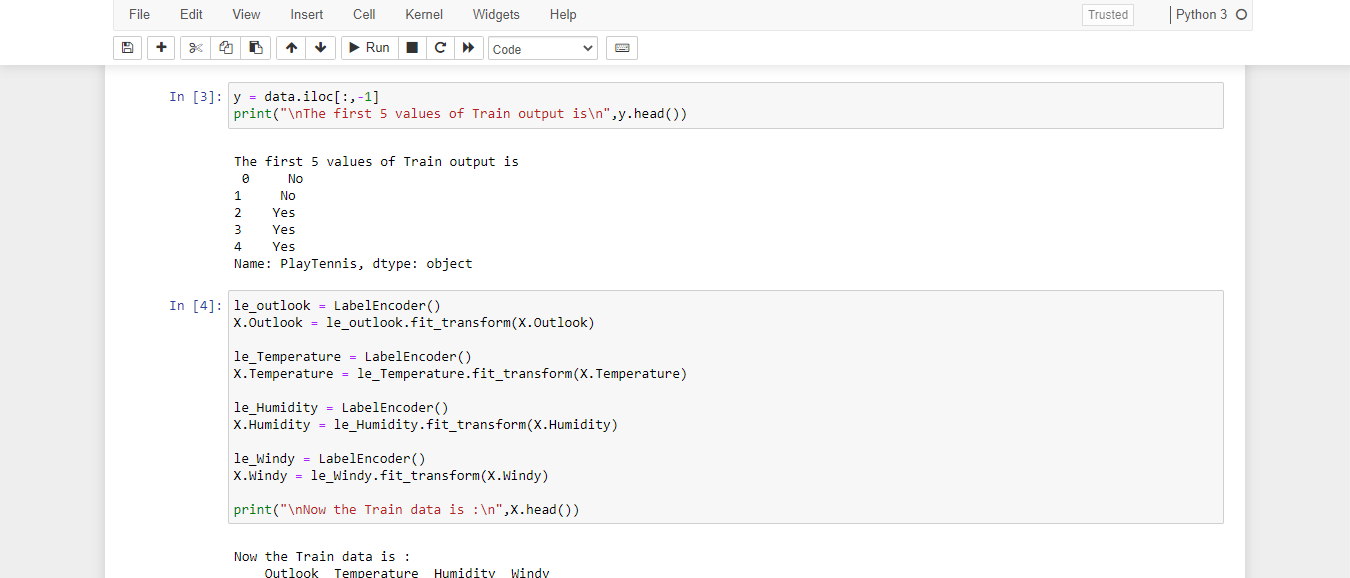 File Edit View Insert Cell Kernel Widgets Help Trusted Python 3
Run Code
In [3]: y = data.iloc[:,-1]
print("\nThe first 5 values of Train output is\n",y.head())
The first 5 values of Train output is
0 No
1 No
2 Yes
3 Yes
4 Yes
Name: PlayTennis, dtype: object
In [4]: le_outlook = LabelEncoder()
X.Outlook = le_outlook.fit_transform(X.Outlook)
le_Temperature = LabelEncoder()
X.Temperature = le_Temperature.fit_transform(X.Temperature)
le_Humidity = LabelEncoder()
X.Humidity = le_Humidity.fit_transform(X.Humidity)
le_Windy = LabelEncoder()
X.Windy = le_Windy.fit_transform(X.Windy)
print("\nNow the Train data is :\n",X.head())
Now the Train data is :
Outlook Temperature Humidity Windy